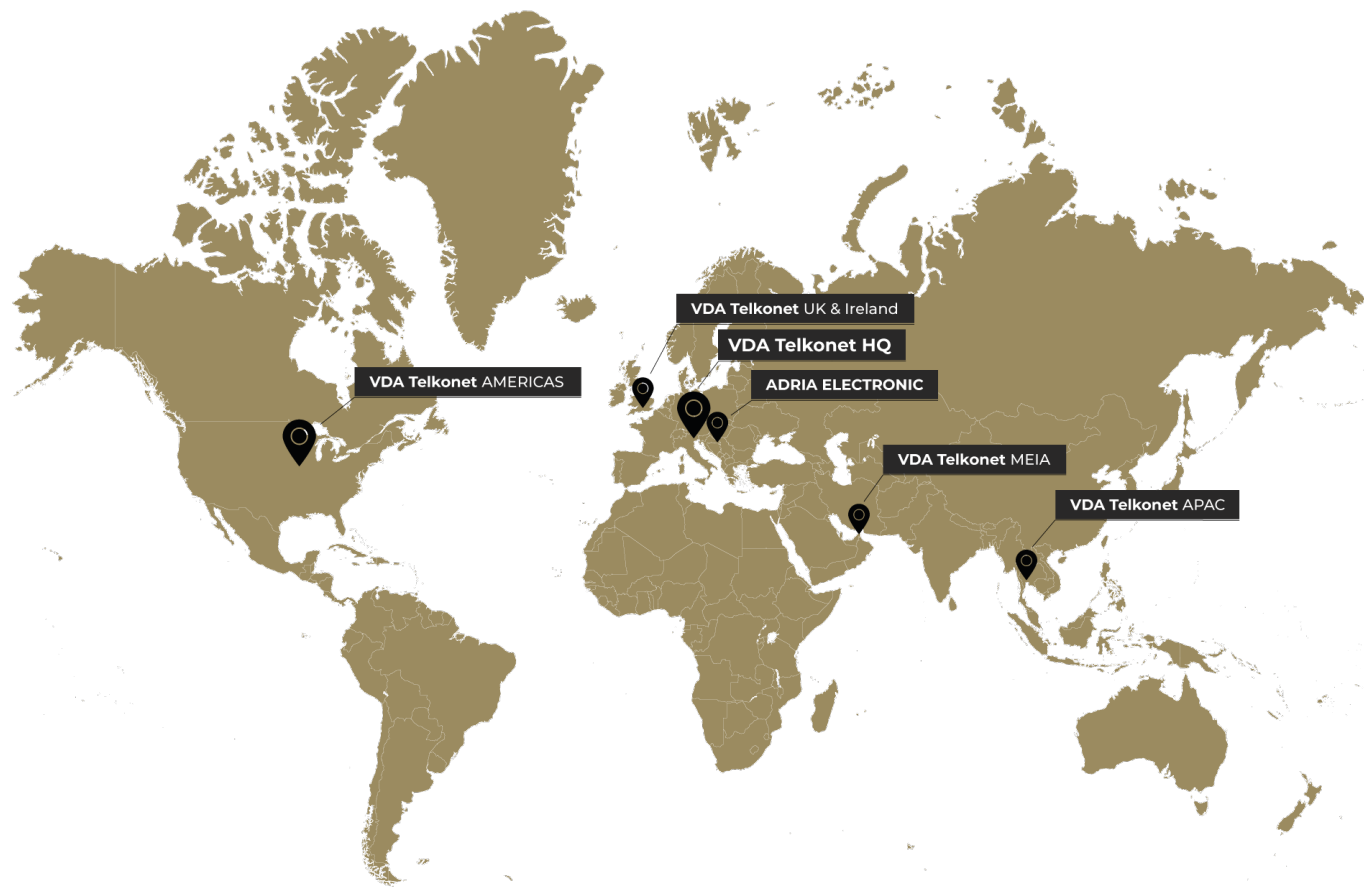 VDA Telkonet UK & Ireland
VDA Telkonet HQ
VDA Telkonet AMERICAS
ADRIA ELECTRONIC
VDA Telkonet MEIA
VDA Telkonet APAC